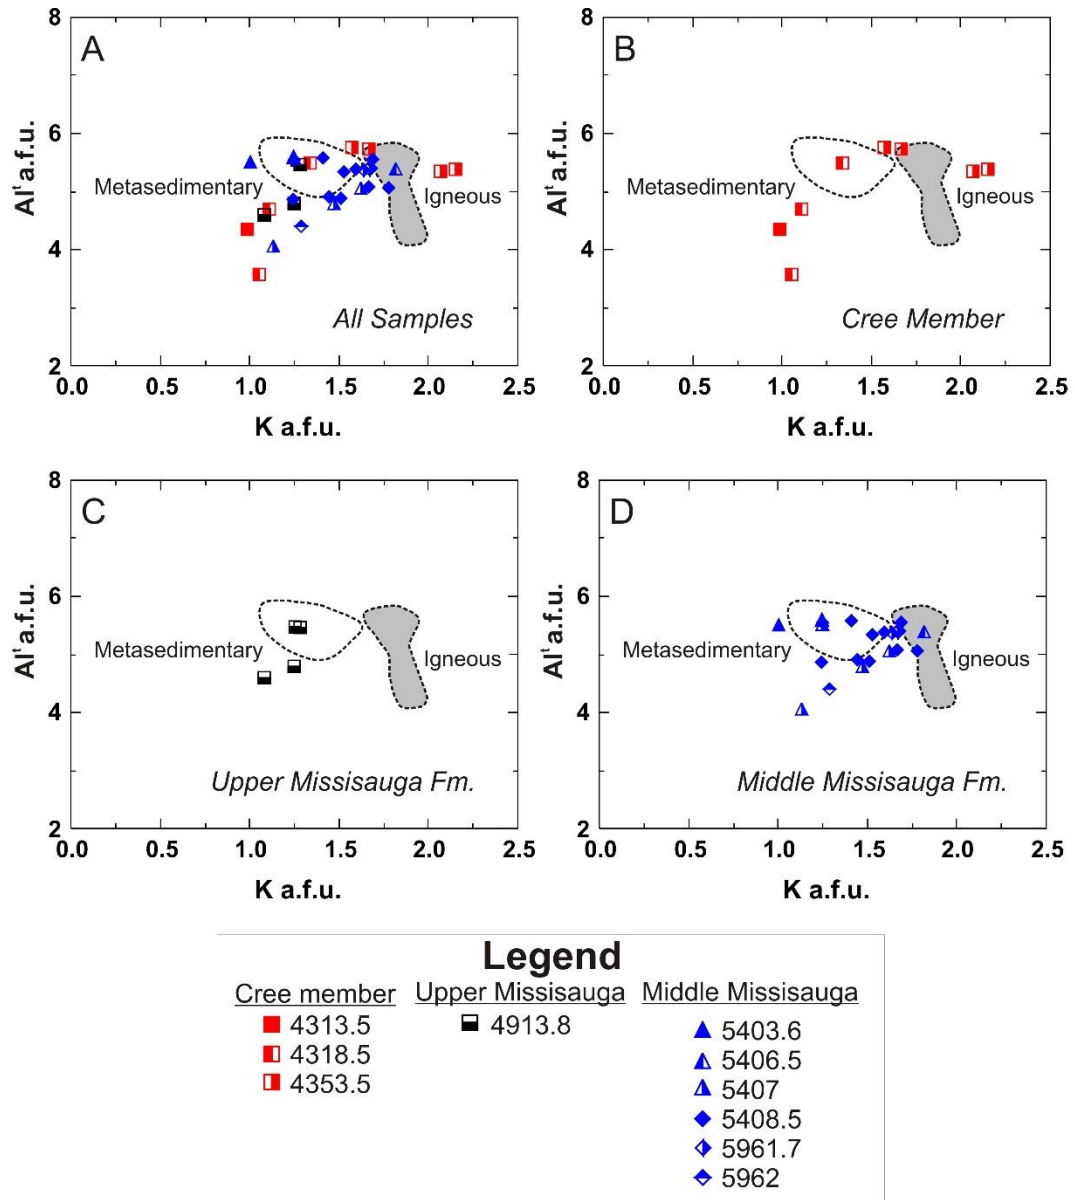 A
B
8
6
4
2
Alᵗ a.f.u.
Metasedimentary
Igneous
All Samples
0.0 0.5 1.0 1.5 2.0 2.5
K a.f.u.
8
6
4
2
Alᵗ a.f.u.
Metasedimentary
Igneous
Cree Member
0.0 0.5 1.0 1.5 2.0 2.5
K a.f.u.
C
8
6
4
2
Alᵗ a.f.u.
Metasedimentary
Igneous
Upper Missisauga Fm.
0.0 0.5 1.0 1.5 2.0 2.5
K a.f.u.
D
8
6
4
2
Alᵗ a.f.u.
Metasedimentary
Igneous
Middle Missisauga Fm.
0.0 0.5 1.0 1.5 2.0 2.5
K a.f.u.
Legend
Cree member
4313.5
4318.5
4353.5
Upper Missisauga
4913.8
Middle Missisauga
5403.6
5406.5
5407
5408.5
5961.7
5962